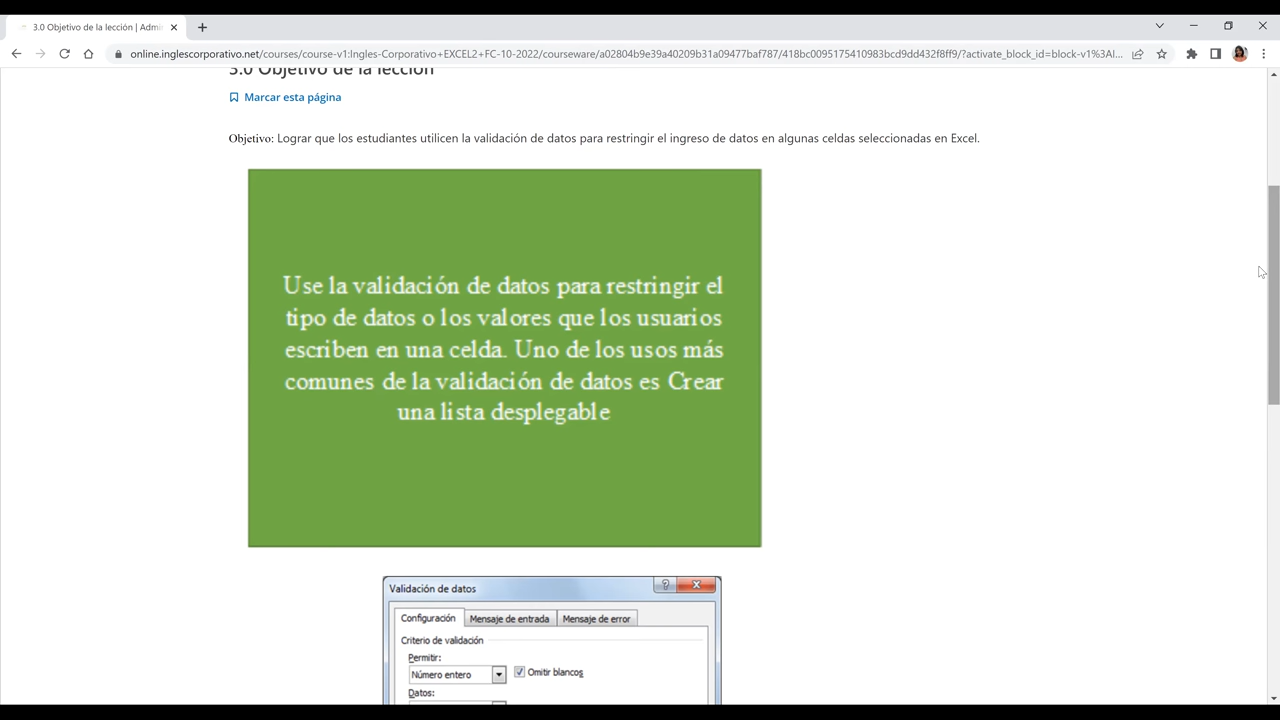 3.0 Objetivo de la lección | Admi
online.inglescorporativo.net/courses/course-v1:Ingles-Corporativo+EXCEL2+FC-10-2022/courseware/a02804b9e39a40209b31a09477baf787/418bc0095175410983bcd9dd432f8ff9/?activate_block_id=block-v1%3Al...
3.0 Objetivo de la lección
Marcar esta página
Objetivo: Lograr que los estudiantes utilicen la validación de datos para restringir el ingreso de datos en algunas celdas seleccionadas en Excel.
Use la validación de datos para restringir el
tipo de datos o los valores que los usuarios
escriben en una celda. Uno de los usos más
comunes de la validación de datos es Crear
una lista desplegable
Validación de datos
Configuración Mensaje de entrada Mensaje de error
Criterio de validación
Permitir:
Número entero Omitir blancos
Datos: